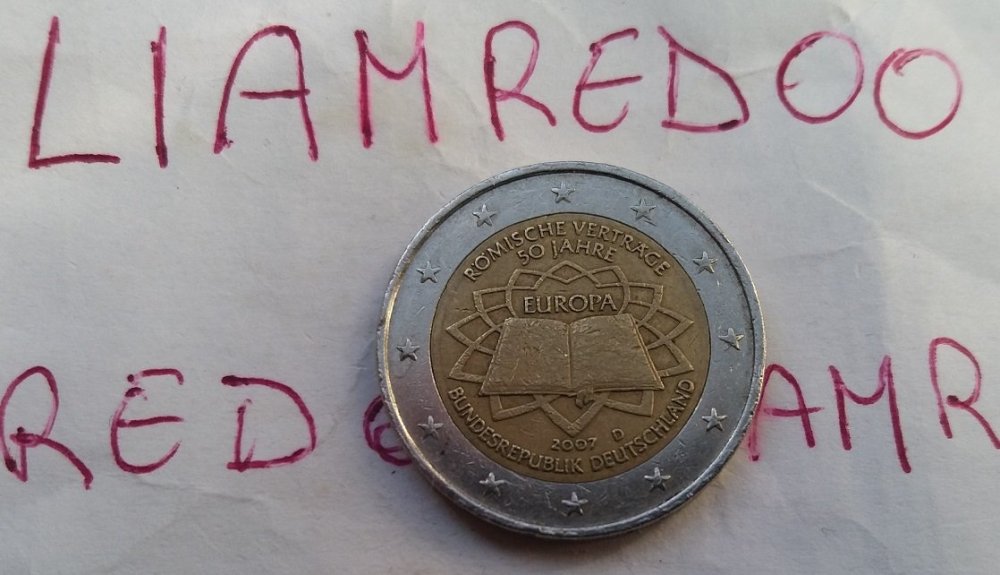 LIAMREDOO
RÖMISCHE VERTRÄGE
50 JAHRE
EUROPA
2007 D
BUNDESREPUBLIK DEUTSCHLAND
RED
AMR